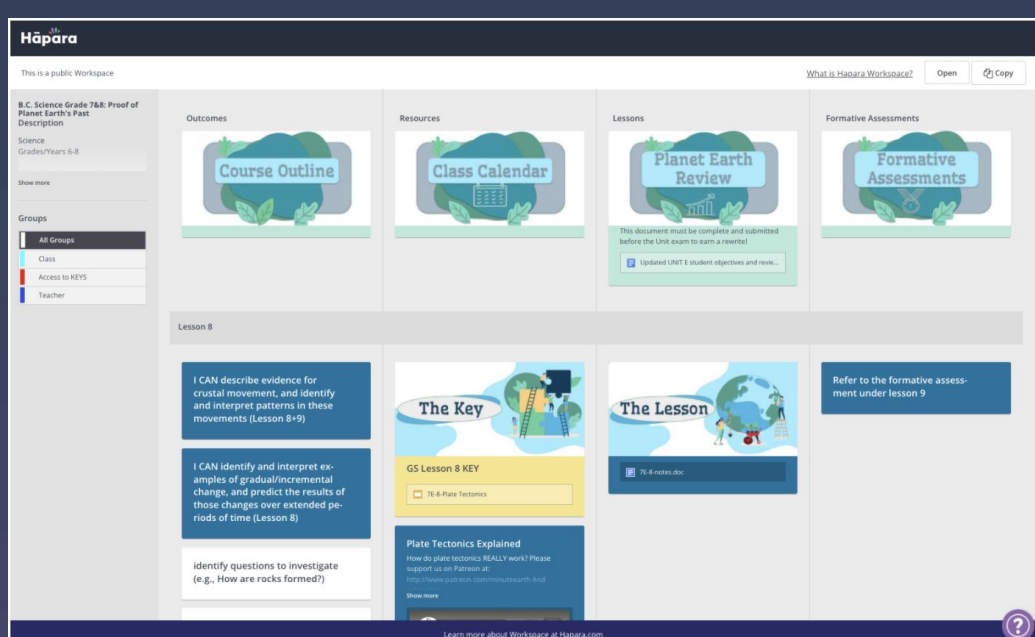 Hāpara
This is a public Workspace
What is Hapara Workspace?
Open
Copy
B.C. Science Grade 7&8: Proof of
Planet Earth's Past
Description
Science
Grades/Years 6-8
Show more
Groups
All Groups
Class
Access to KEYS
Teacher
Outcomes
Course Outline
Resources
Class Calendar
Lessons
Planet Earth
Review
This document must be complete and submitted
before the Unit exam to earn a rewrite!
Updated UNIT E student objectives and revie...
Formative Assessments
Formative
Assessments
Lesson 8
I CAN describe evidence for
crustal movement, and identify
and interpret patterns in these
movements (Lesson 8+9)
I CAN identify and interpret ex-
amples of gradual/incremental
change, and predict the results of
those changes over extended pe-
riods of time (Lesson 8)
identify questions to investigate
(e.g., How are rocks formed?)
The Key
GS Lesson 8 KEY
7E-8-Plate Tectonics
Plate Tectonics Explained
How do plate tectonics REALLY work? Please
support us on Patreon at:
http://www.patreon.com/minuteearth And
Show more
The Lesson
7E-8-notes.doc
Refer to the formative assess-
ment under lesson 9
Learn more about Workspace at Hapara.com
?